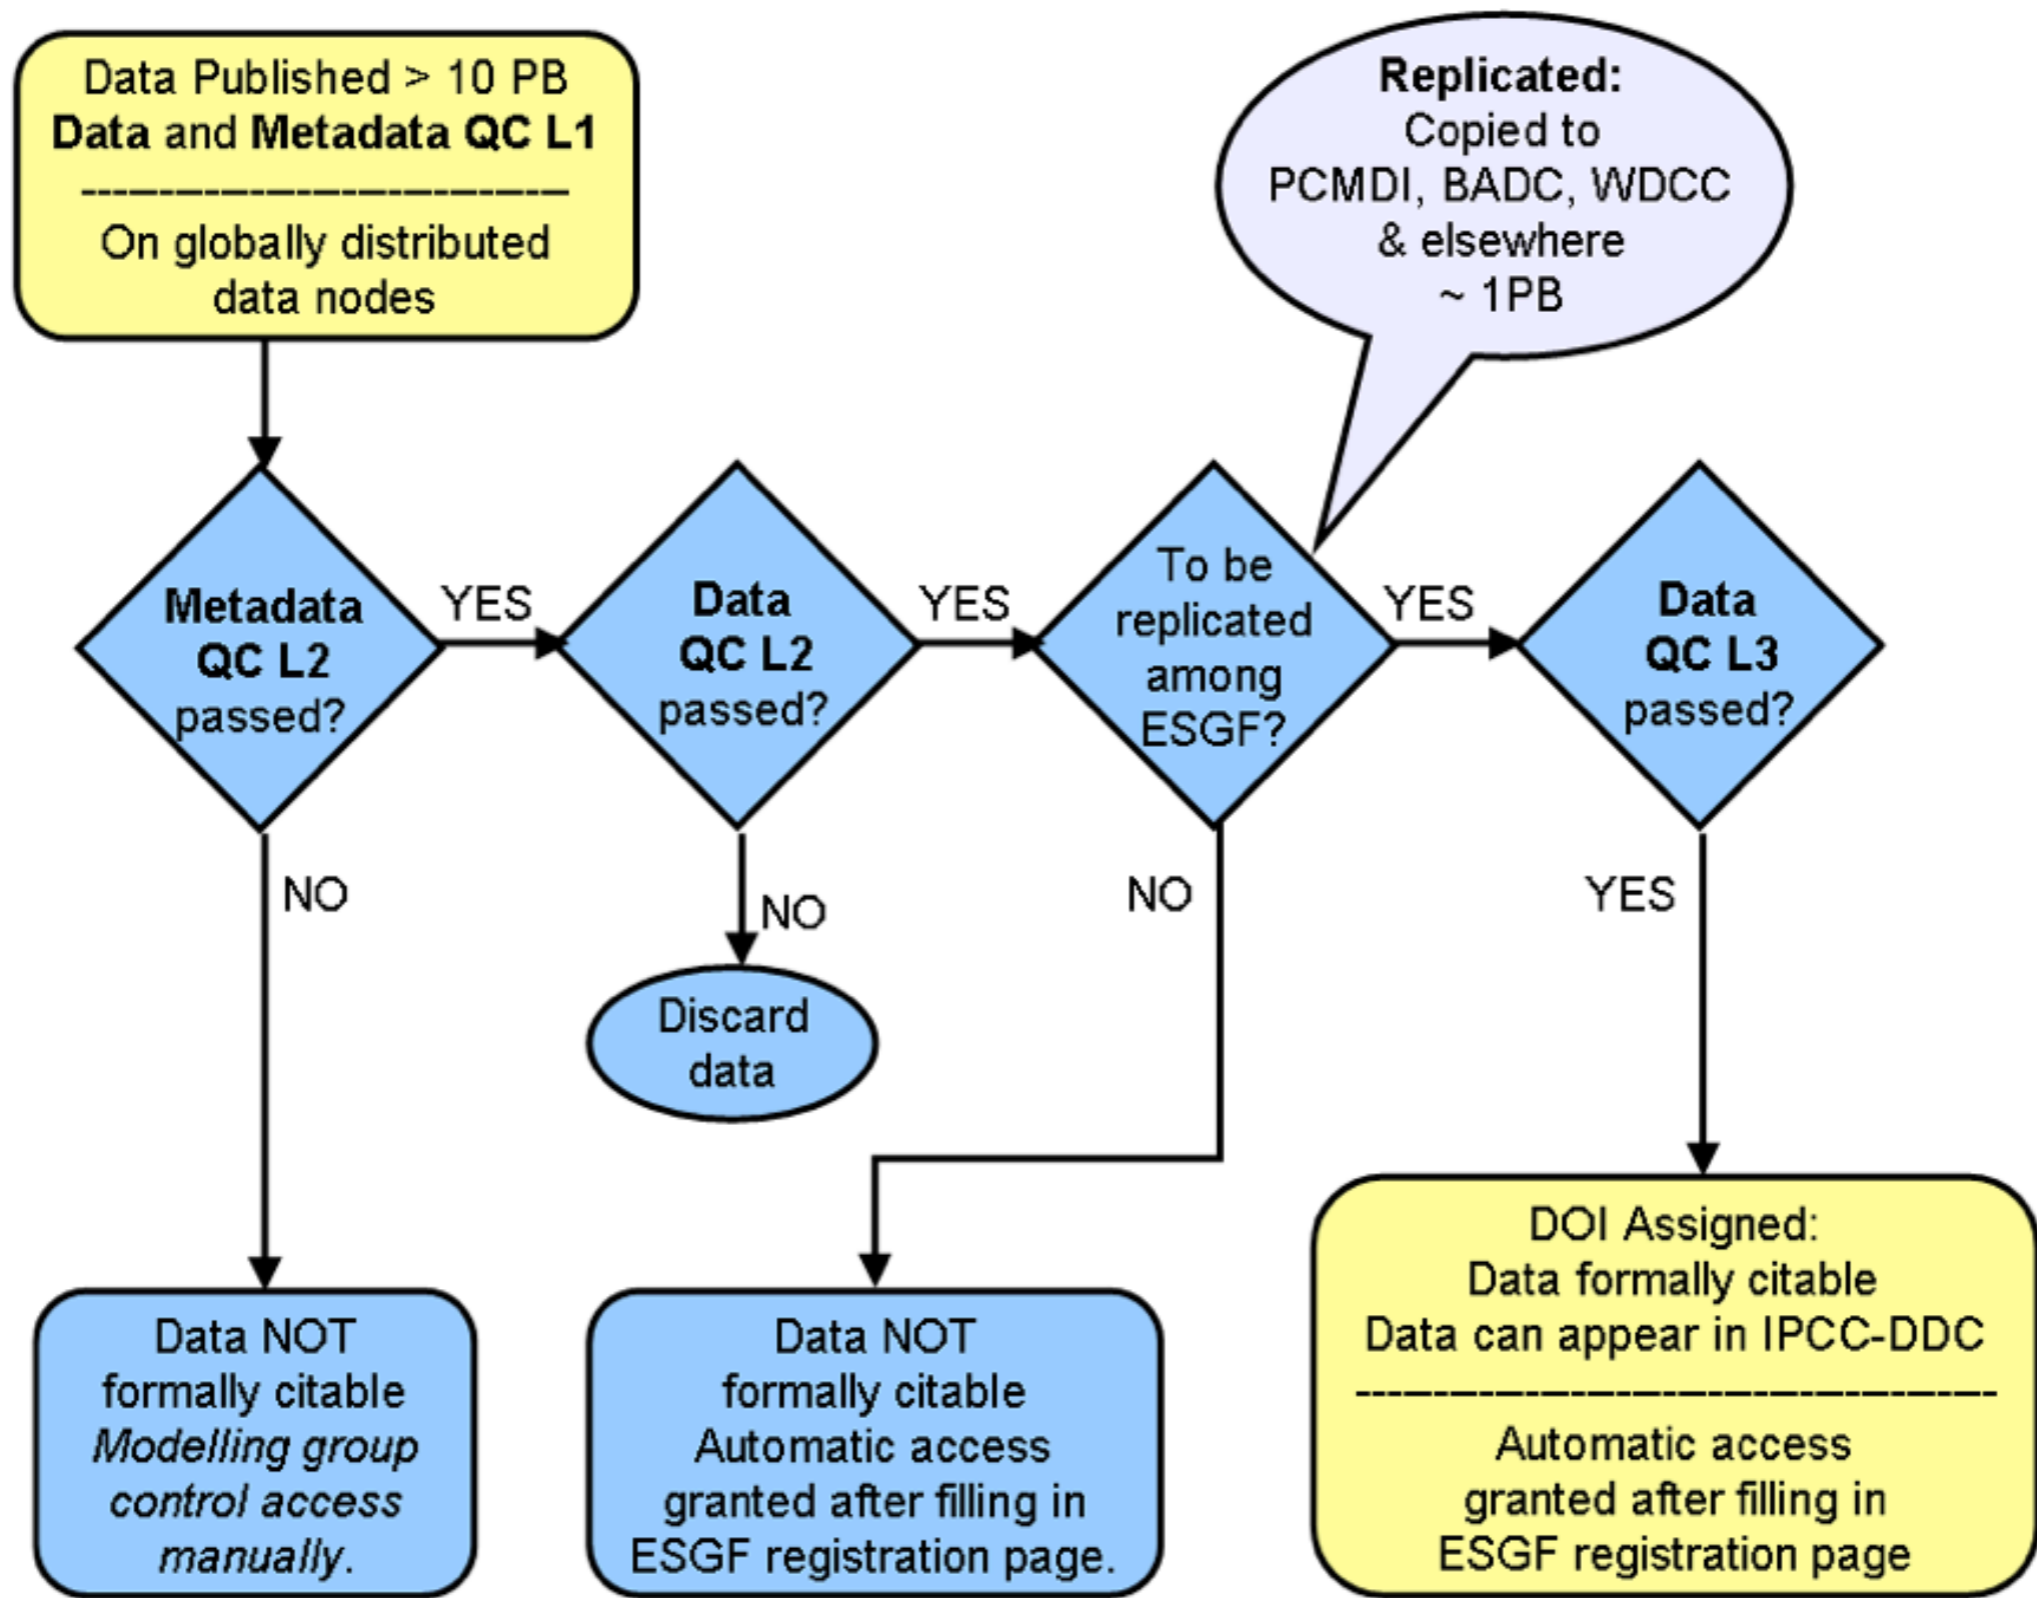 Data Published > 10 PB
Data and Metadata QC L1
--------------------------------
On globally distributed
data nodes
Replicated:
Copied to
PCMDI, BADC, WDCC
& elsewhere
~ 1PB
Metadata
QC L2
passed?
YES
Data
QC L2
passed?
YES
To be
replicated
among
ESGF?
YES
Data
QC L3
passed?
NO
NO
NO
YES
Discard
data
Data NOT
formally citable
Modelling group
control access
manually.
Data NOT
formally citable
Automatic access
granted after filling in
ESGF registration page.
DOI Assigned:
Data formally citable
Data can appear in IPCC-DDC
----------------------------------------
Automatic access
granted after filling in
ESGF registration page